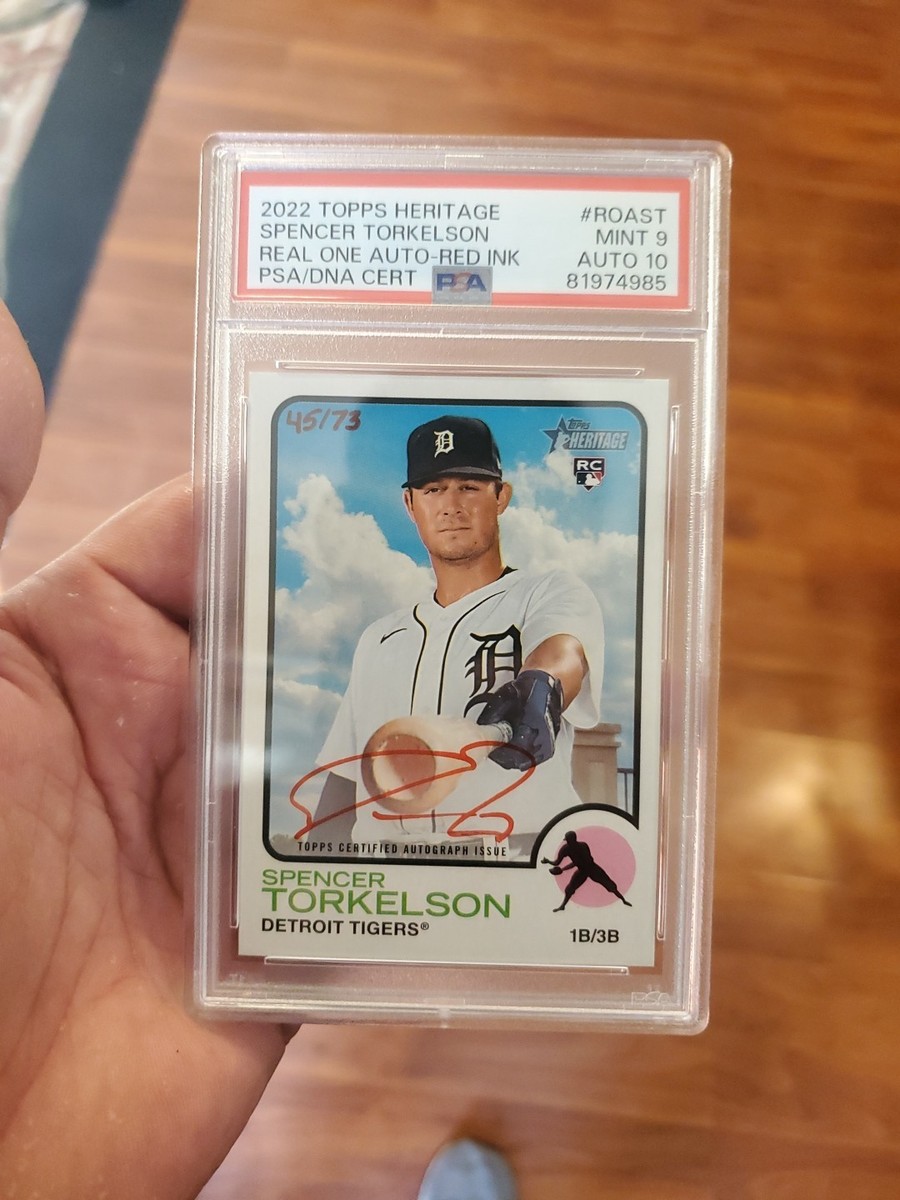 2022 TOPPS HERITAGE #ROAST
SPENCER TORKELSON MINT 9
REAL ONE AUTO-RED INK AUTO 10
PSA/DNA CERT PSA 81974985
45/73
TOPPS
HERITAGE
RC
D
D
TOPPS CERTIFIED AUTOGRAPH ISSUE
SPENCER
TORKELSON
DETROIT TIGERS®
1B/3B
PSA